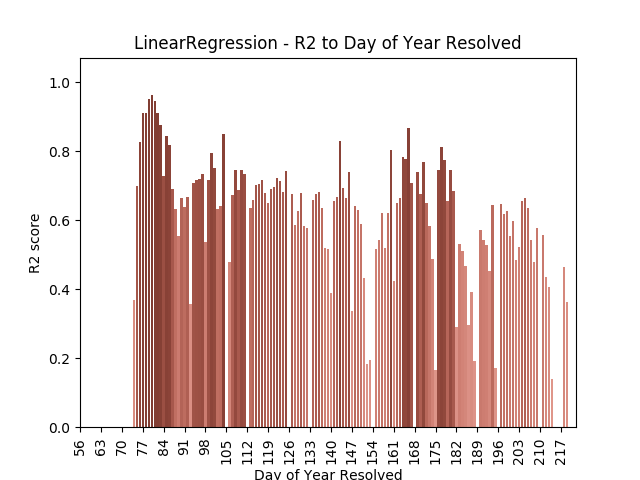 LinearRegression - R2 to Day of Year Resolved
1.0
0.8
0.6
0.4
0.2
0.0
R2 score
56 63 70 77 84 91 98 105 112 119 126 133 140 147 154 161 168 175 182 189 196 203 210 217
Day of Year Resolved